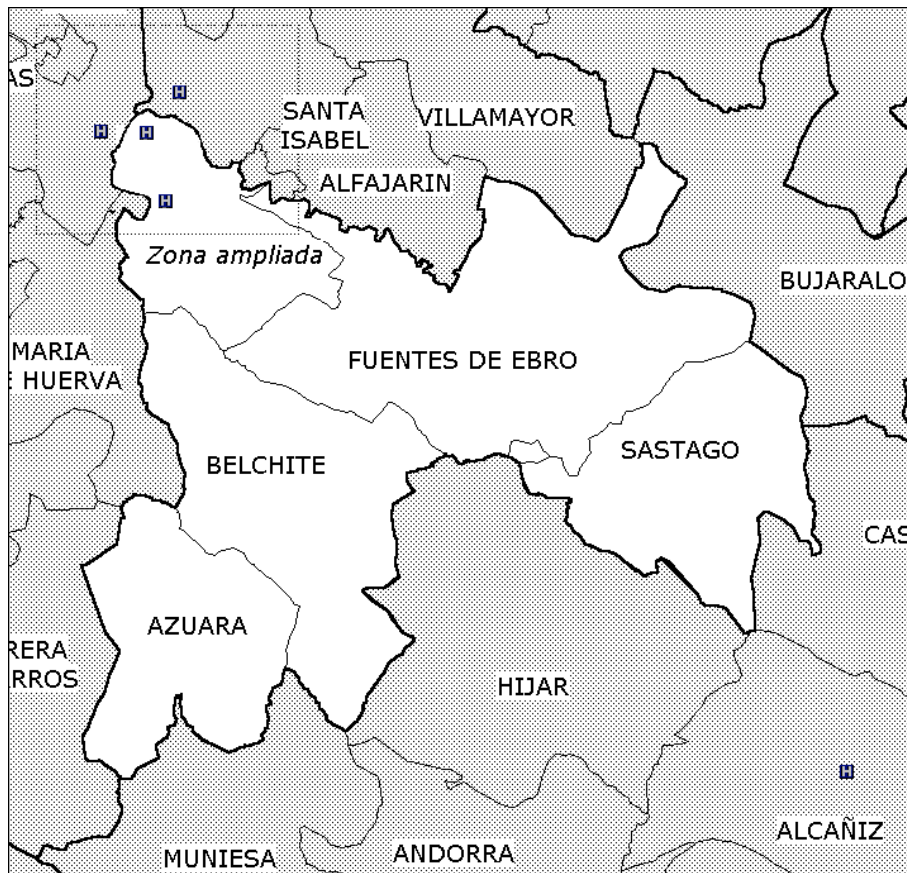 AS
H
SANTA
ISABEL
VILLAMAYOR
H
H
ALFAJARIN
H
Zona ampliada
BUJARALO
MARIA
E HUERVA
FUENTES DE EBRO
BELCHITE
SASTAGO
CAS
AZUARA
RERA
RROS
HIJAR
H
ALCAÑIZ
MUNIESA
ANDORRA